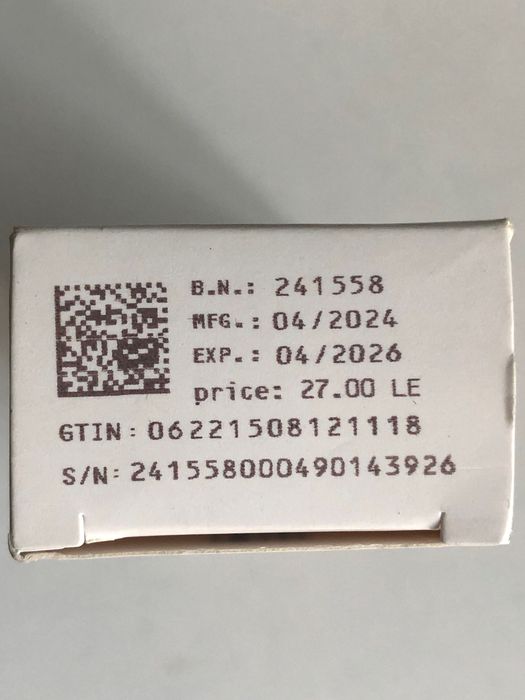 B.N.: 241558
MFG.: 04/2024
EXP.: 04/2026
price: 27.00 LE
GTIN: 06221508121118
S/N: 241558000490143926